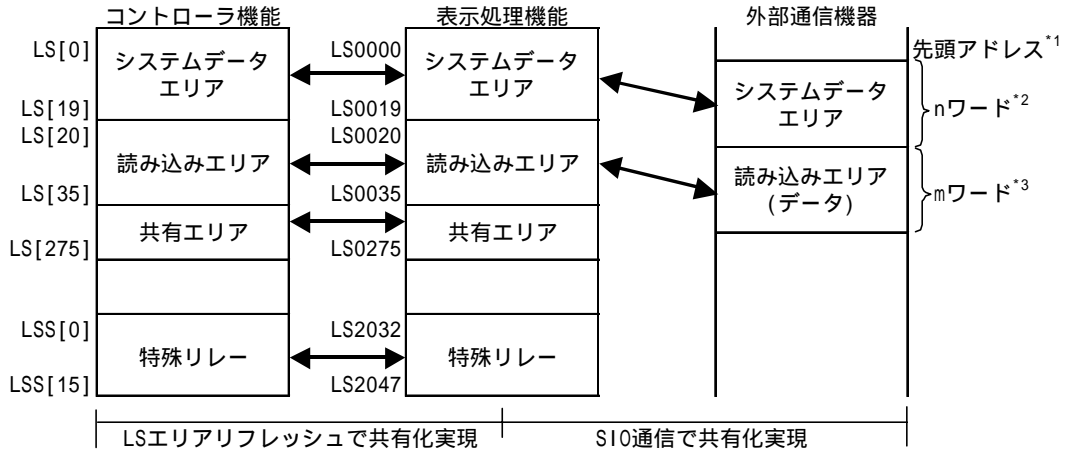 コントローラ機能 表示処理機能 外部通信機器
先頭アドレス*1
LS[0] システムデータエリア LS0000 システムデータエリア
LS[19] LS0019
システムデータエリア nワード*2
LS[20] 読み込みエリア LS0020 読み込みエリア
LS[35] LS0035
読み込みエリア(データ) mワード*3
共有エリア 共有エリア
LS[275] LS0275
LSS[0] 特殊リレー LS2032 特殊リレー
LSS[15] LS2047
LSエリアリフレッシュで共有化実現 SIO通信で共有化実現